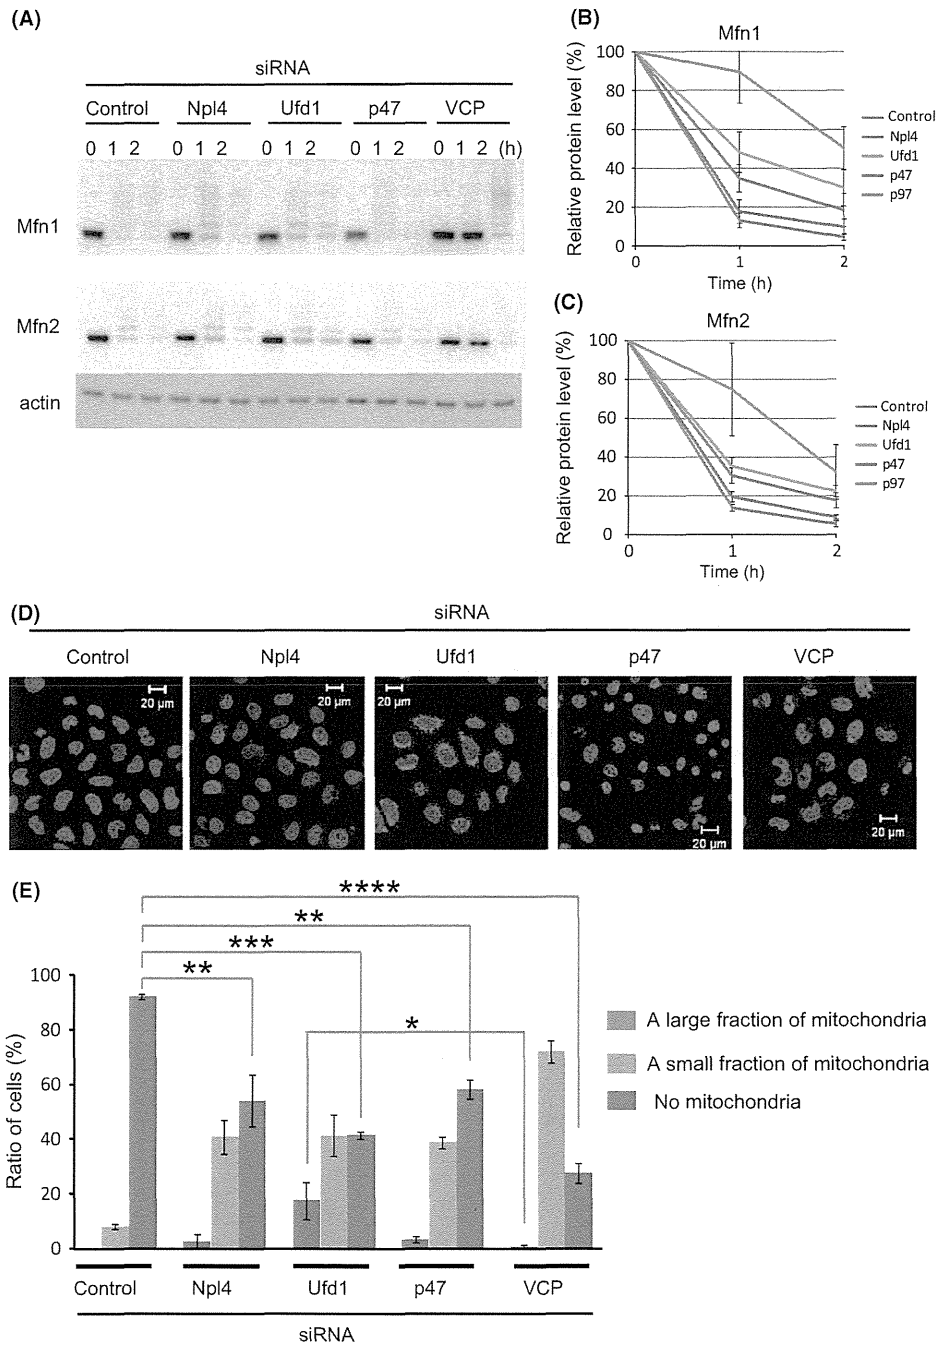 (A)
siRNA
Control Npl4 Ufd1 p47 VCP
0 1 2 0 1 2 0 1 2 0 1 2 0 1 2 (h)
Mfn1
Mfn2
actin
(B)
Mfn1
Relative protein level (%)
100
80
60
40
20
0
0 1 2
Time (h)
Control
Npl4
Ufd1
p47
p97
(C)
Mfn2
Relative protein level (%)
100
80
60
40
20
0
0 1 2
Time (h)
Control
Npl4
Ufd1
p47
p97
(D)
siRNA
Control Npl4 Ufd1 p47 VCP
20 µm 20 µm 20 µm 20 µm 20 µm
(E)
****
**
***
**
*
Ratio of cells (%)
100
80
60
40
20
0
A large fraction of mitochondria
A small fraction of mitochondria
No mitochondria
Control Npl4 Ufd1 p47 VCP
siRNA